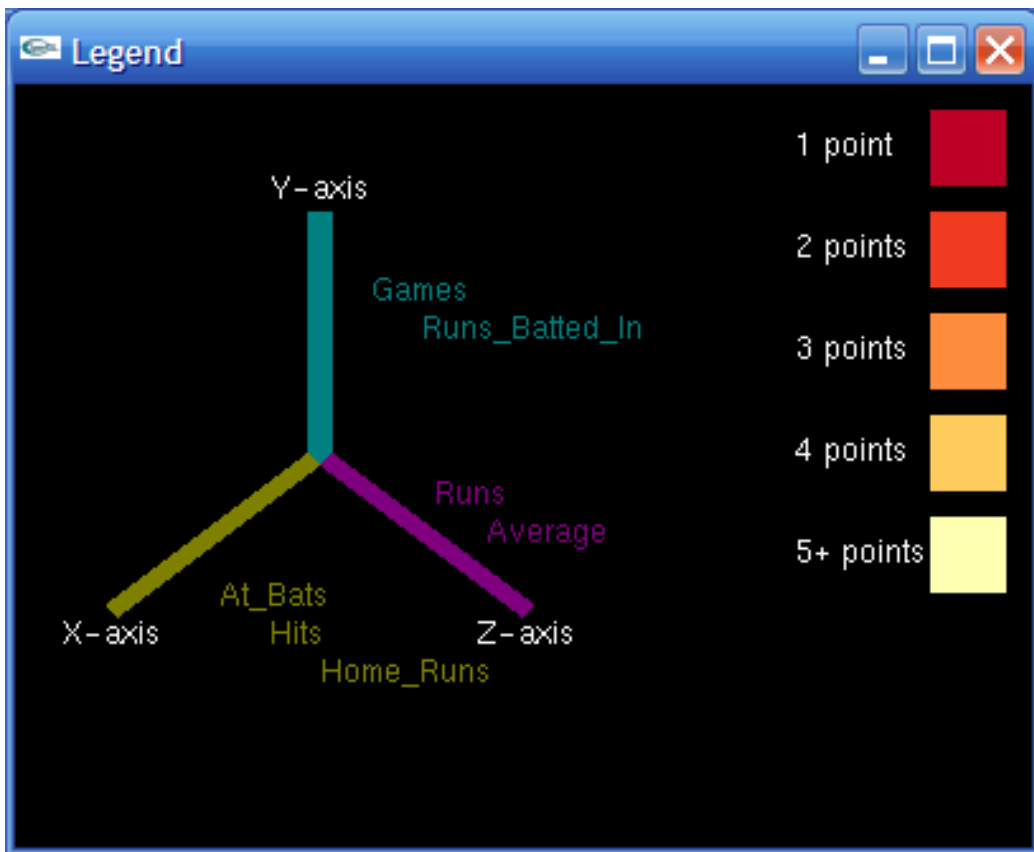 Legend
1 point
Y-axis
2 points
Games
Runs_Batted_In
3 points
4 points
Runs
Average
5+ points
At_Bats
X-axis
Hits
Z-axis
Home_Runs